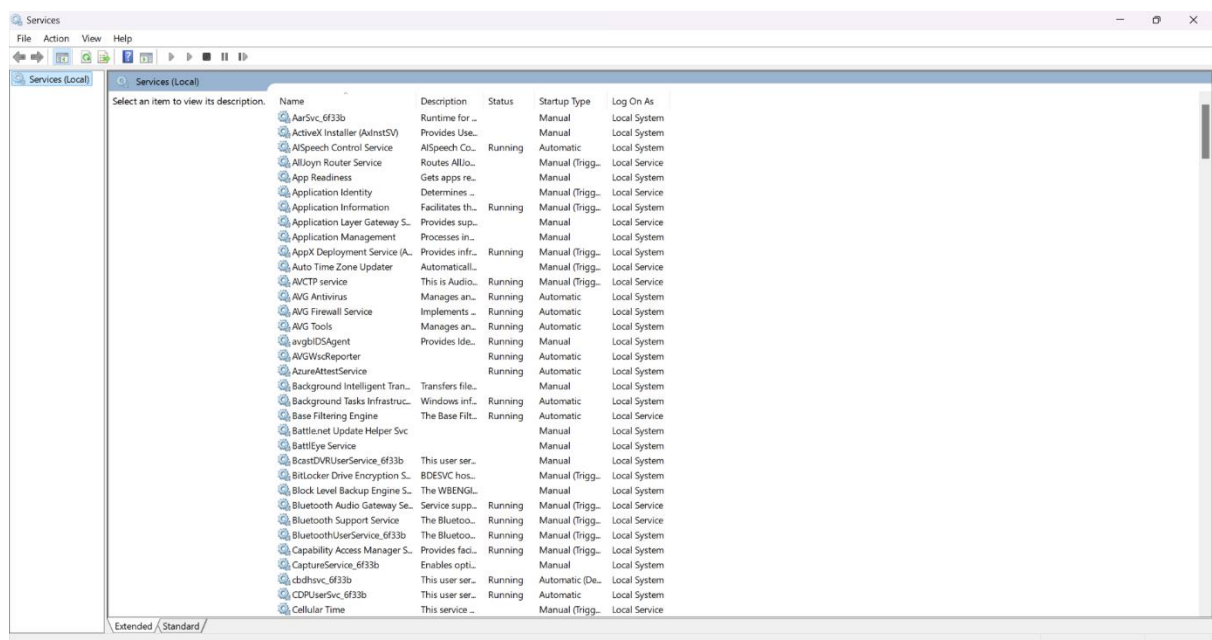 Services
File Action View Help
Services (Local)
Services (Local)
Select an item to view its description.
Name Description Status Startup Type Log On As
AarSvc_6f33b Runtime for ... Manual Local System
ActiveX Installer (AxInstSV) Provides Use... Manual Local System
AISpeech Control Service AISpeech Co... Running Automatic Local System
AllJoyn Router Service Routes AllJo... Manual (Trigg... Local Service
App Readiness Gets apps re... Manual Local System
Application Identity Determines ... Manual (Trigg... Local Service
Application Information Facilitates th... Running Manual (Trigg... Local System
Application Layer Gateway S... Provides sup... Manual Local Service
Application Management Processes in... Manual Local System
AppX Deployment Service (A... Provides infr... Running Manual (Trigg... Local System
Auto Time Zone Updater Automaticall... Manual (Trigg... Local Service
AVCTP service This is Audio... Running Manual (Trigg... Local Service
AVG Antivirus Manages an... Running Automatic Local System
AVG Firewall Service Implements ... Running Automatic Local System
AVG Tools Manages an... Running Automatic Local System
avgbIDSAgent Provides Ide... Running Manual Local System
AVGWscReporter Running Automatic Local System
AzureAttestService Running Automatic Local System
Background Intelligent Tran... Transfers file... Manual Local System
Background Tasks Infrastruc... Windows inf... Running Automatic Local System
Base Filtering Engine The Base Filt... Running Automatic Local Service
Battle.net Update Helper Svc Manual Local System
BattlEye Service Manual Local System
BcastDVRUserService_6f33b This user ser... Manual Local System
BitLocker Drive Encryption S... BDESVC hos... Manual (Trigg... Local System
Block Level Backup Engine S... The WBENGI... Manual Local System
Bluetooth Audio Gateway Se... Service supp... Running Manual (Trigg... Local Service
Bluetooth Support Service The Bluetoo... Running Manual (Trigg... Local Service
BluetoothUserService_6f33b The Bluetoo... Running Manual (Trigg... Local System
Capability Access Manager S... Provides faci... Running Manual (Trigg... Local System
CaptureService_6f33b Enables opti... Manual Local System
cbdhsvc_6f33b This user ser... Running Automatic (De... Local System
CDPUserSvc_6f33b This user ser... Running Automatic Local System
Cellular Time This service ... Manual (Trigg... Local Service
Extended Standard